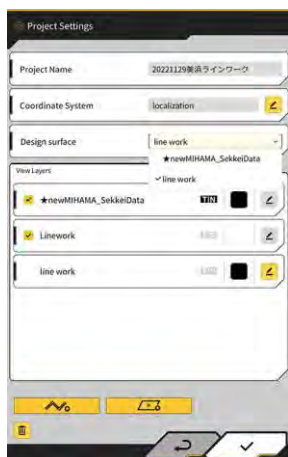 Project Settings
Project Name
20221129美浜ラインワーク
Coordinate System
localization
Design surface
line work
★newMIHAMA_SekkeiData
✓line work
View Layers
★newMIHAMA_SekkeiData
TIN
Linework
line work